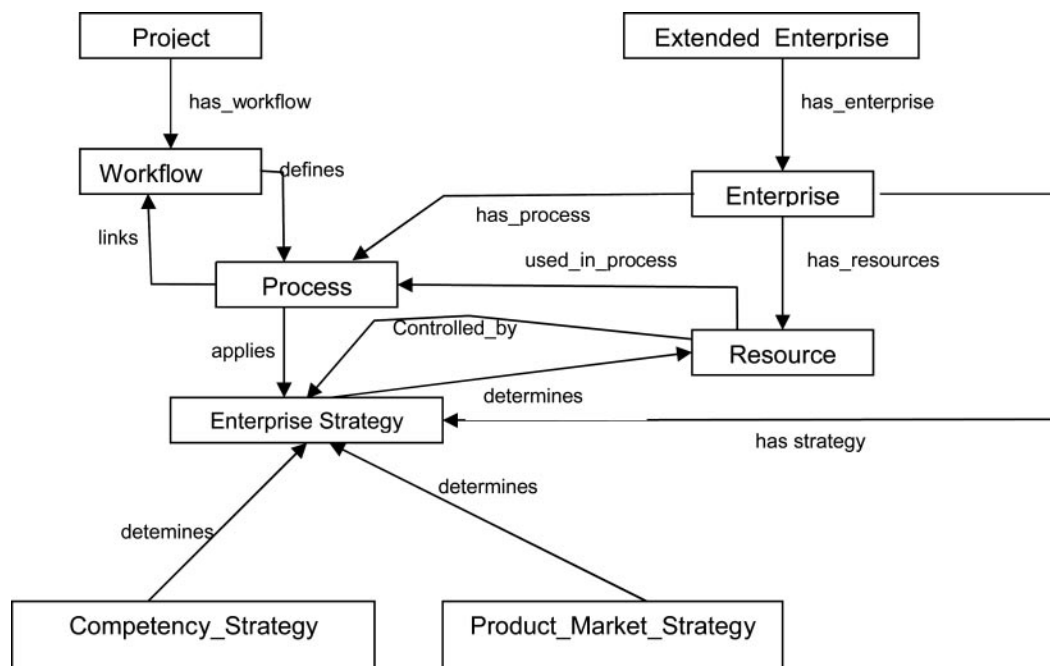 Project
Extended Enterprise
has_workflow
has_enterprise
Workflow
defines
Enterprise
has_process
links
used_in_process
has_resources
Process
Controlled_by
applies
Resource
determines
Enterprise Strategy
has strategy
determines
detemines
Competency_Strategy
Product_Market_Strategy